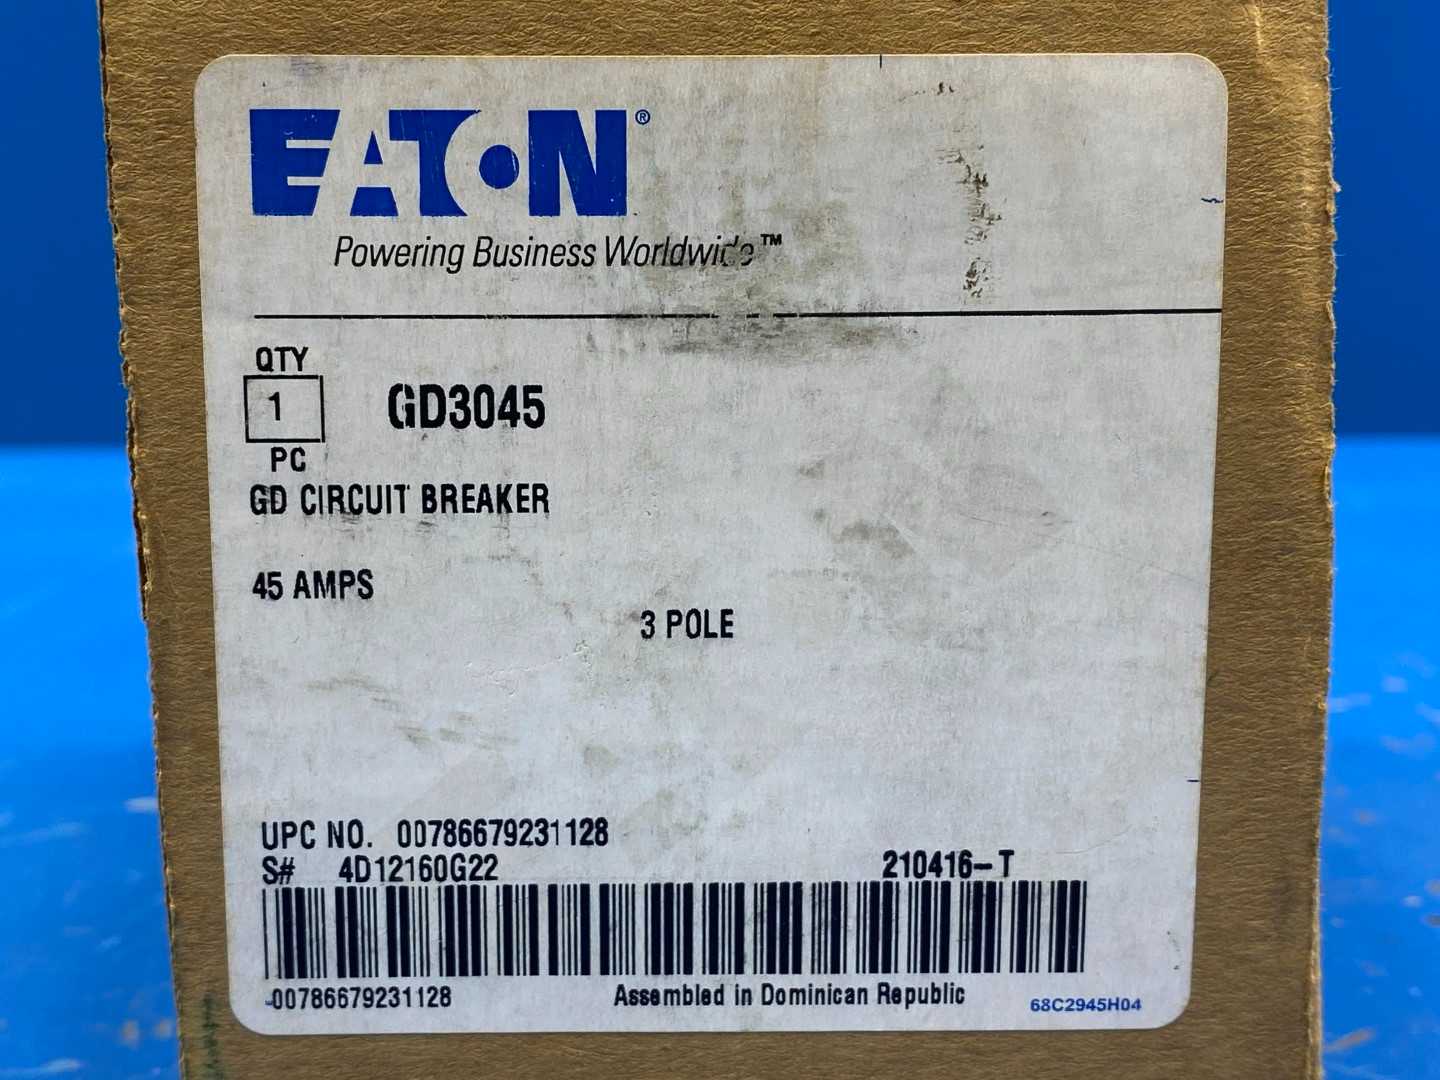 EATON®
Powering Business Worldwide™
QTY
1 GD3045
PC
GD CIRCUIT BREAKER
45 AMPS
3 POLE
UPC NO. 00786679231128
S# 4D12160G22 210416-T
00786679231128 Assembled in Dominican Republic 68C2945H04